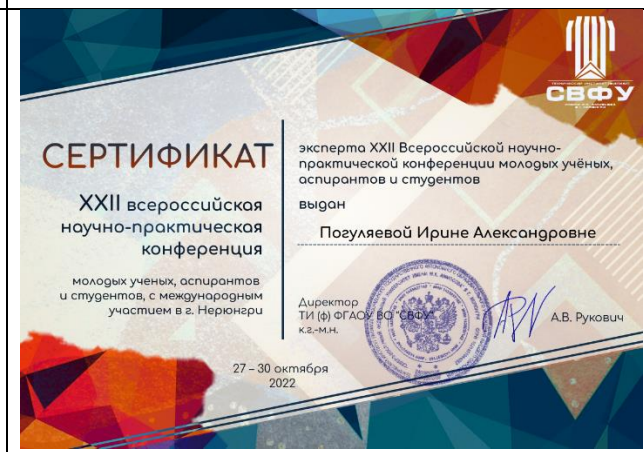 СВФУ
СЕРТИФИКАТ
XXII всероссийская
научно-практическая
конференция
молодых ученых, аспирантов
и студентов, с международным
участием в г. Нерюнгри
27 – 30 октября
2022
эксперта XXII Всероссийской научно-
практической конференции молодых учёных,
аспирантов и студентов
выдан
Погуляевой Ирине Александровне
Директор
ТИ (ф) ФГАОУ ВО "СВФУ"
к.г.-м.н.
А.В. Рукович